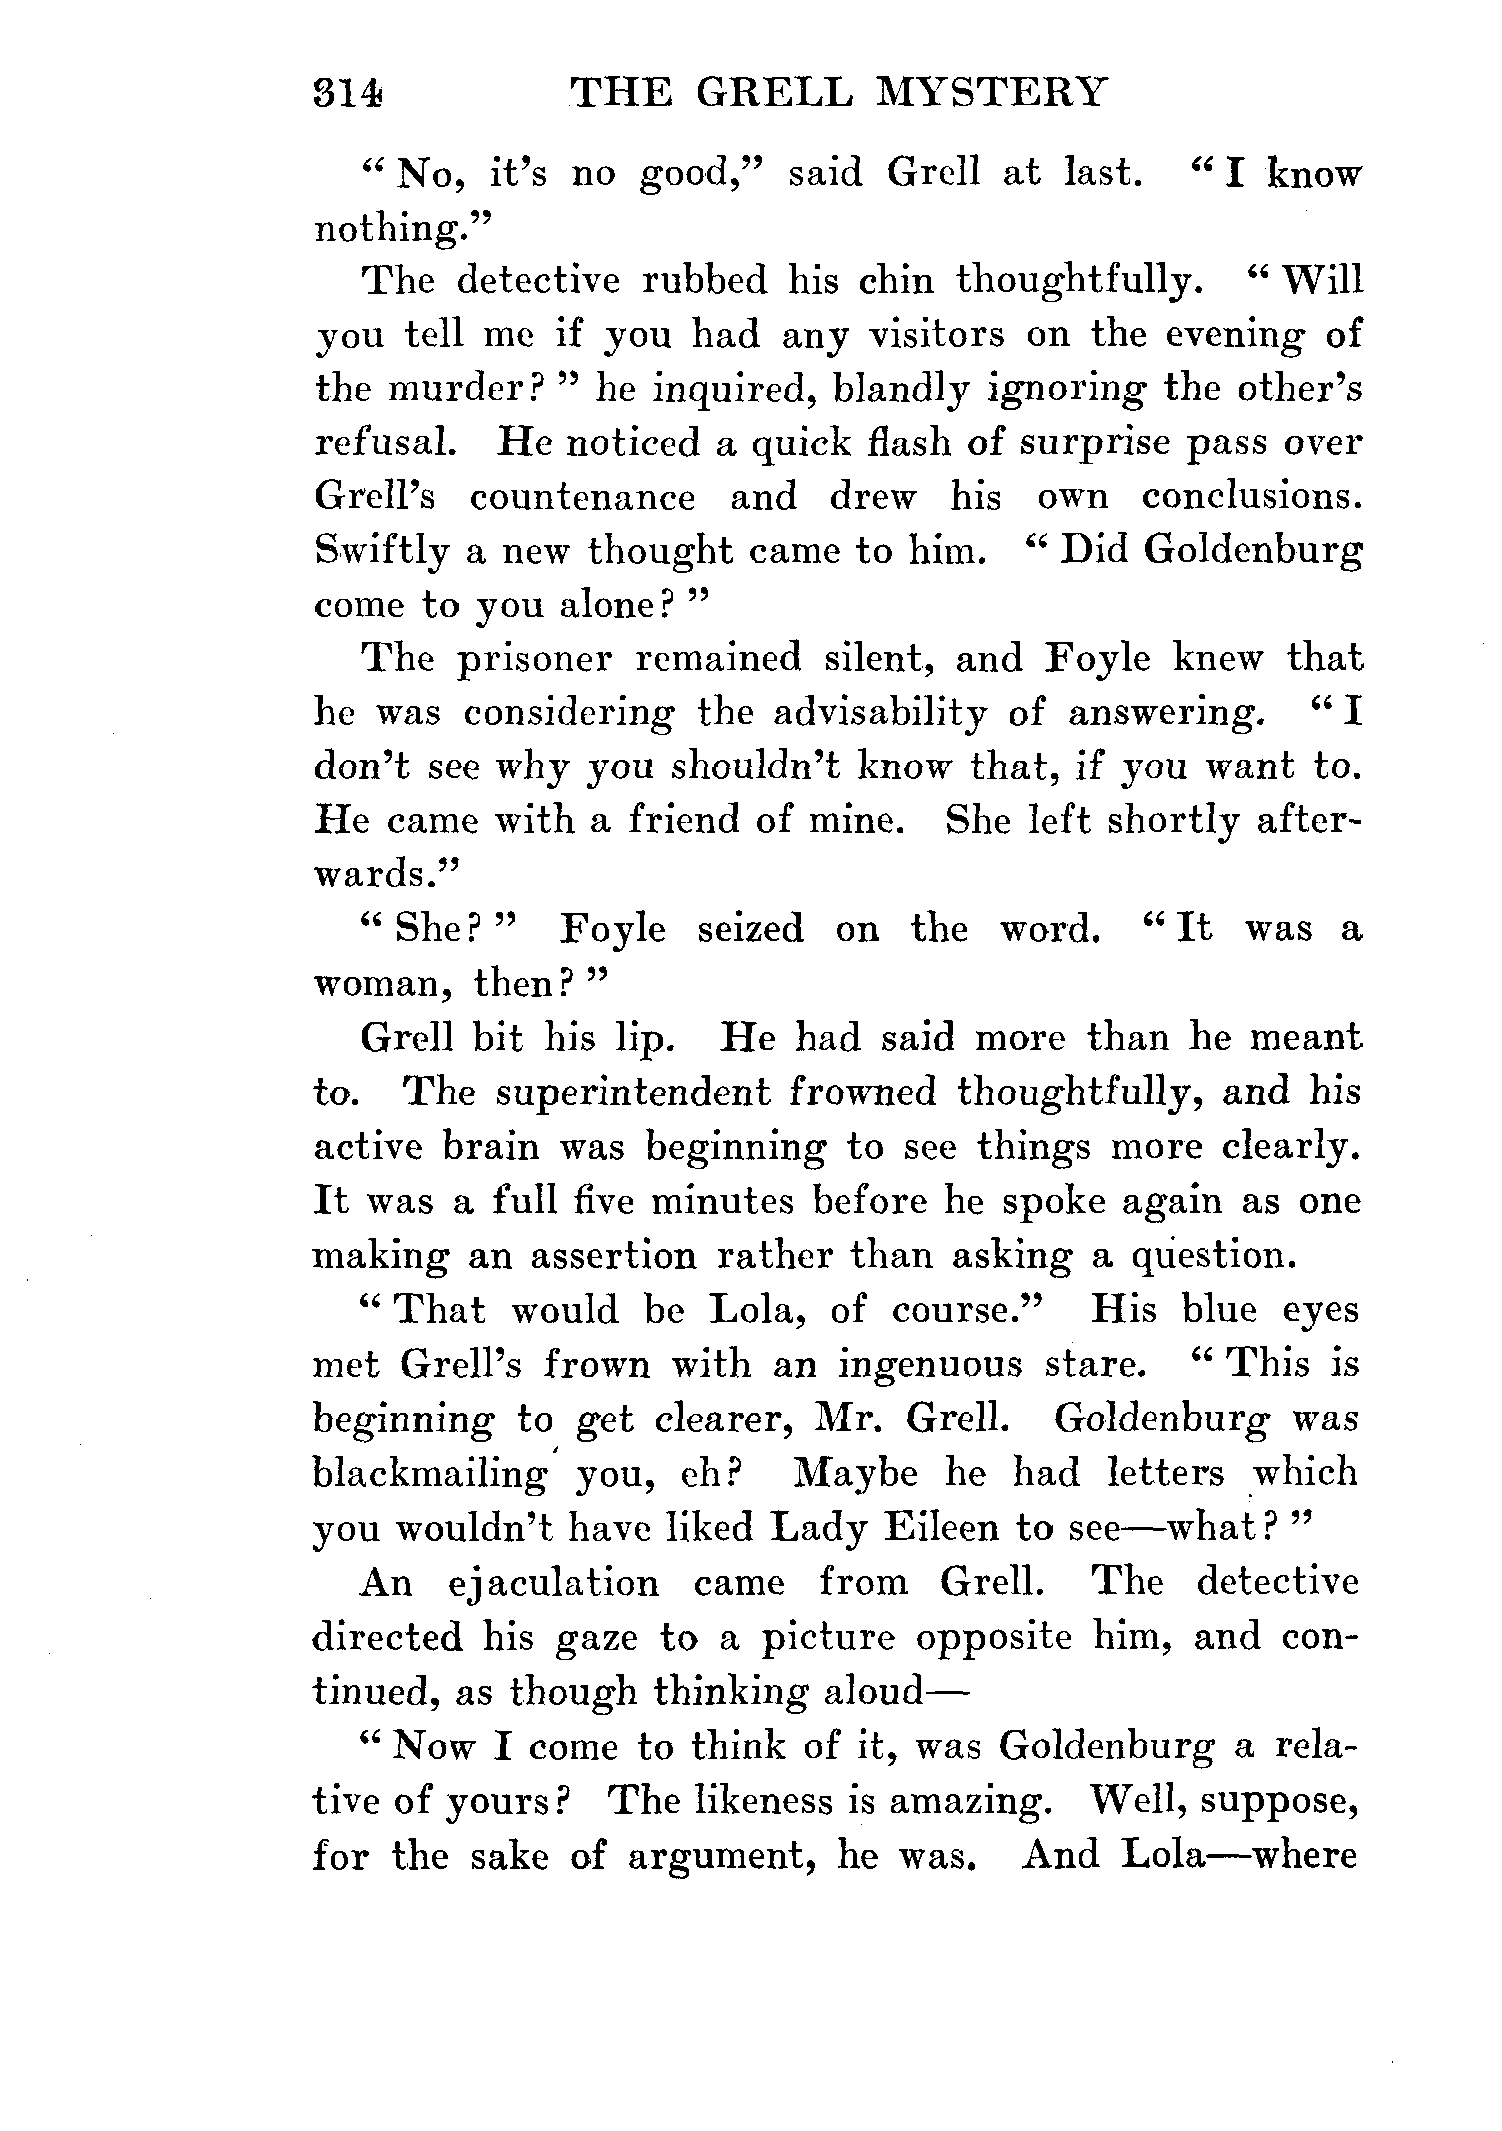 314 THE GRELL MYSTERY
“ No, it’s no good,” said Grell at last. “ I know
nothing.”
The detective rubbed his chin thoughtfully. “ Will
you tell me if you had any visitors on the evening of
the murder? ” he inquired, blandly ignoring the other’s
refusal. He noticed a quick flash of surprise pass over
Grell’s countenance and drew his own conclusions.
Swiftly a new thought came to him. “ Did Goldenburg
come to you alone? ”
The prisoner remained silent, and Foyle knew that
he was considering the advisability of answering. “ I
don’t see why you shouldn’t know that, if you want to.
He came with a friend of mine. She left shortly after-
wards.”
“ She? ” Foyle seized on the word. “ It was a
woman, then? ”
Grell bit his lip. He had said more than he meant
to. The superintendent frowned thoughtfully, and his
active brain was beginning to see things more clearly.
It was a full five minutes before he spoke again as one
making an assertion rather than asking a question.
“ That would be Lola, of course.” His blue eyes
met Grell’s frown with an ingenuous stare. “ This is
beginning to get clearer, Mr. Grell. Goldenburg was
blackmailing you, eh? Maybe he had letters which
you wouldn’t have liked Lady Eileen to see—what? ”
An ejaculation came from Grell. The detective
directed his gaze to a picture opposite him, and con-
tinued, as though thinking aloud—
“ Now I come to think of it, was Goldenburg a rela-
tive of yours? The likeness is amazing. Well, suppose,
for the sake of argument, he was. And Lola—where